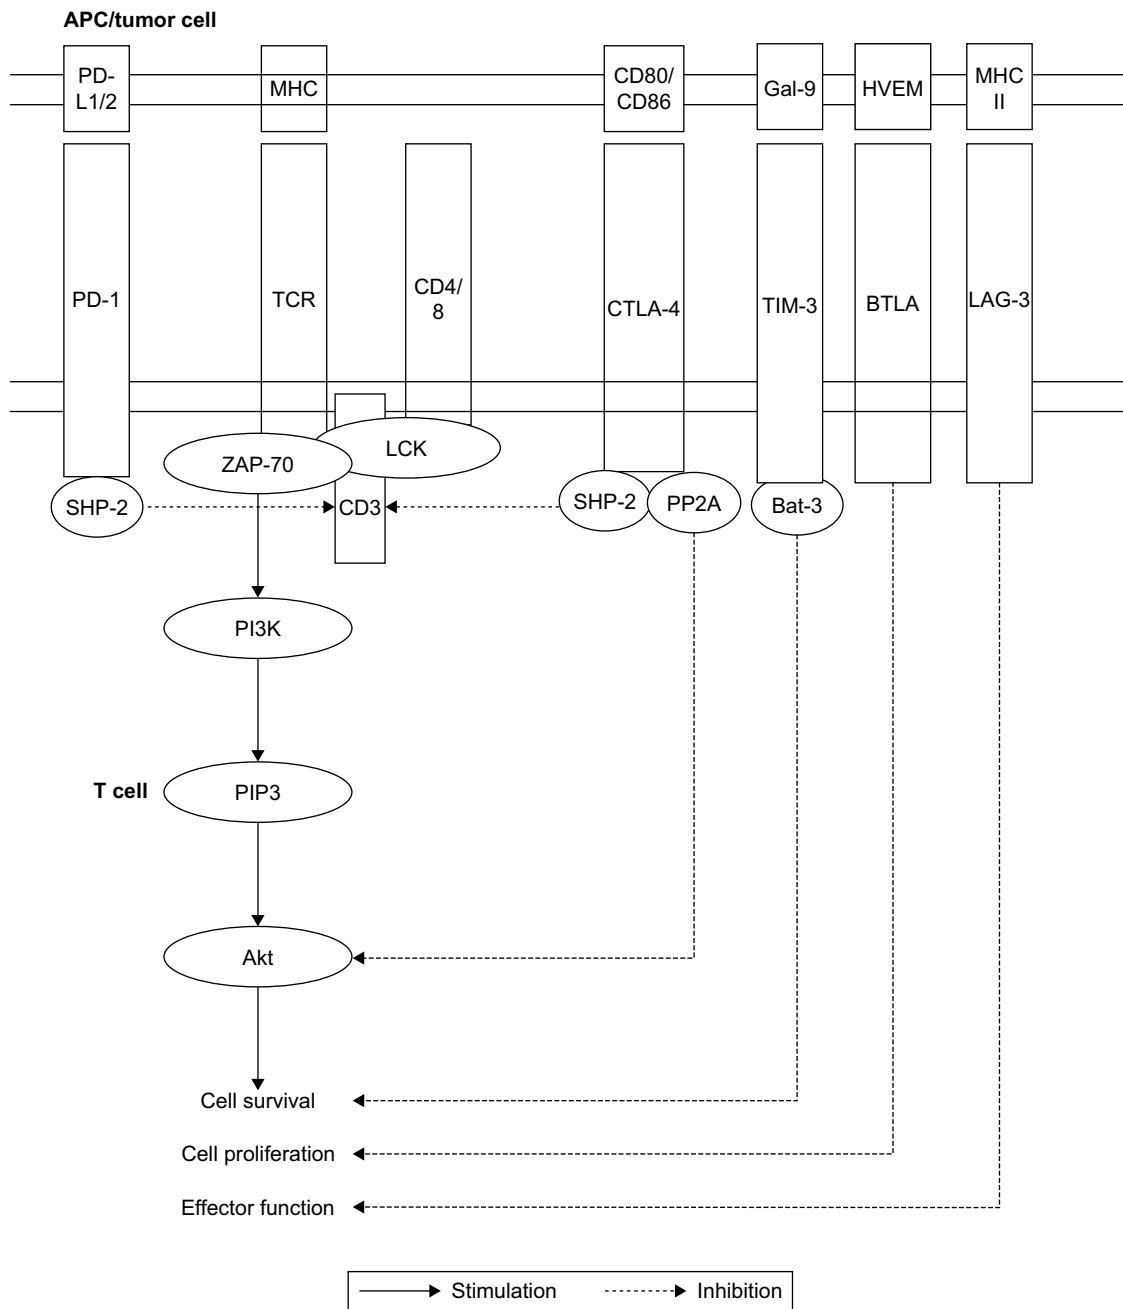 APC/tumor cell
PD-
L1/2
MHC
CD80/
CD86
Gal-9
HVEM
MHC
II
PD-1
TCR
CD4/
8
CTLA-4
TIM-3
BTLA
LAG-3
ZAP-70
LCK
SHP-2
CD3
SHP-2
PP2A
Bat-3
PI3K
T cell
PIP3
Akt
Cell survival
Cell proliferation
Effector function
Stimulation
Inhibition